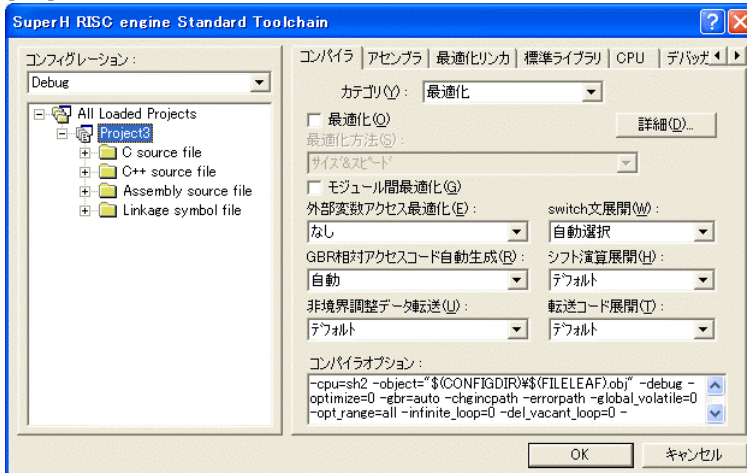 SuperH RISC engine Standard Toolchain
コンフィグレーション :
Debug
All Loaded Projects
Project3
C source file
C++ source file
Assembly source file
Linkage symbol file
コンパイラ アセンブラ 最適化リンカ 標準ライブラリ CPU デバッガ
カテゴリ(Y) : 最適化
最適化(O)
詳細(D)...
最適化方法(S) :
サイズ&スピード
モジュール間最適化(G)
外部変数アクセス最適化(E) : switch文展開(W) :
なし 自動選択
GBR相対アクセスコード自動生成(R) : シフト演算展開(H) :
自動 デフォルト
非境界調整データ転送(U) : 転送コード展開(T) :
デフォルト デフォルト
コンパイラオプション :
-cpu=sh2 -object="$(CONFIGDIR)¥$(FILELEAF).obj" -debug -
optimize=0 -gbr=auto -chgincpath -errorpath -global_volatile=0
-opt_range=all -infinite_loop=0 -del_vacant_loop=0 -
OK キャンセル